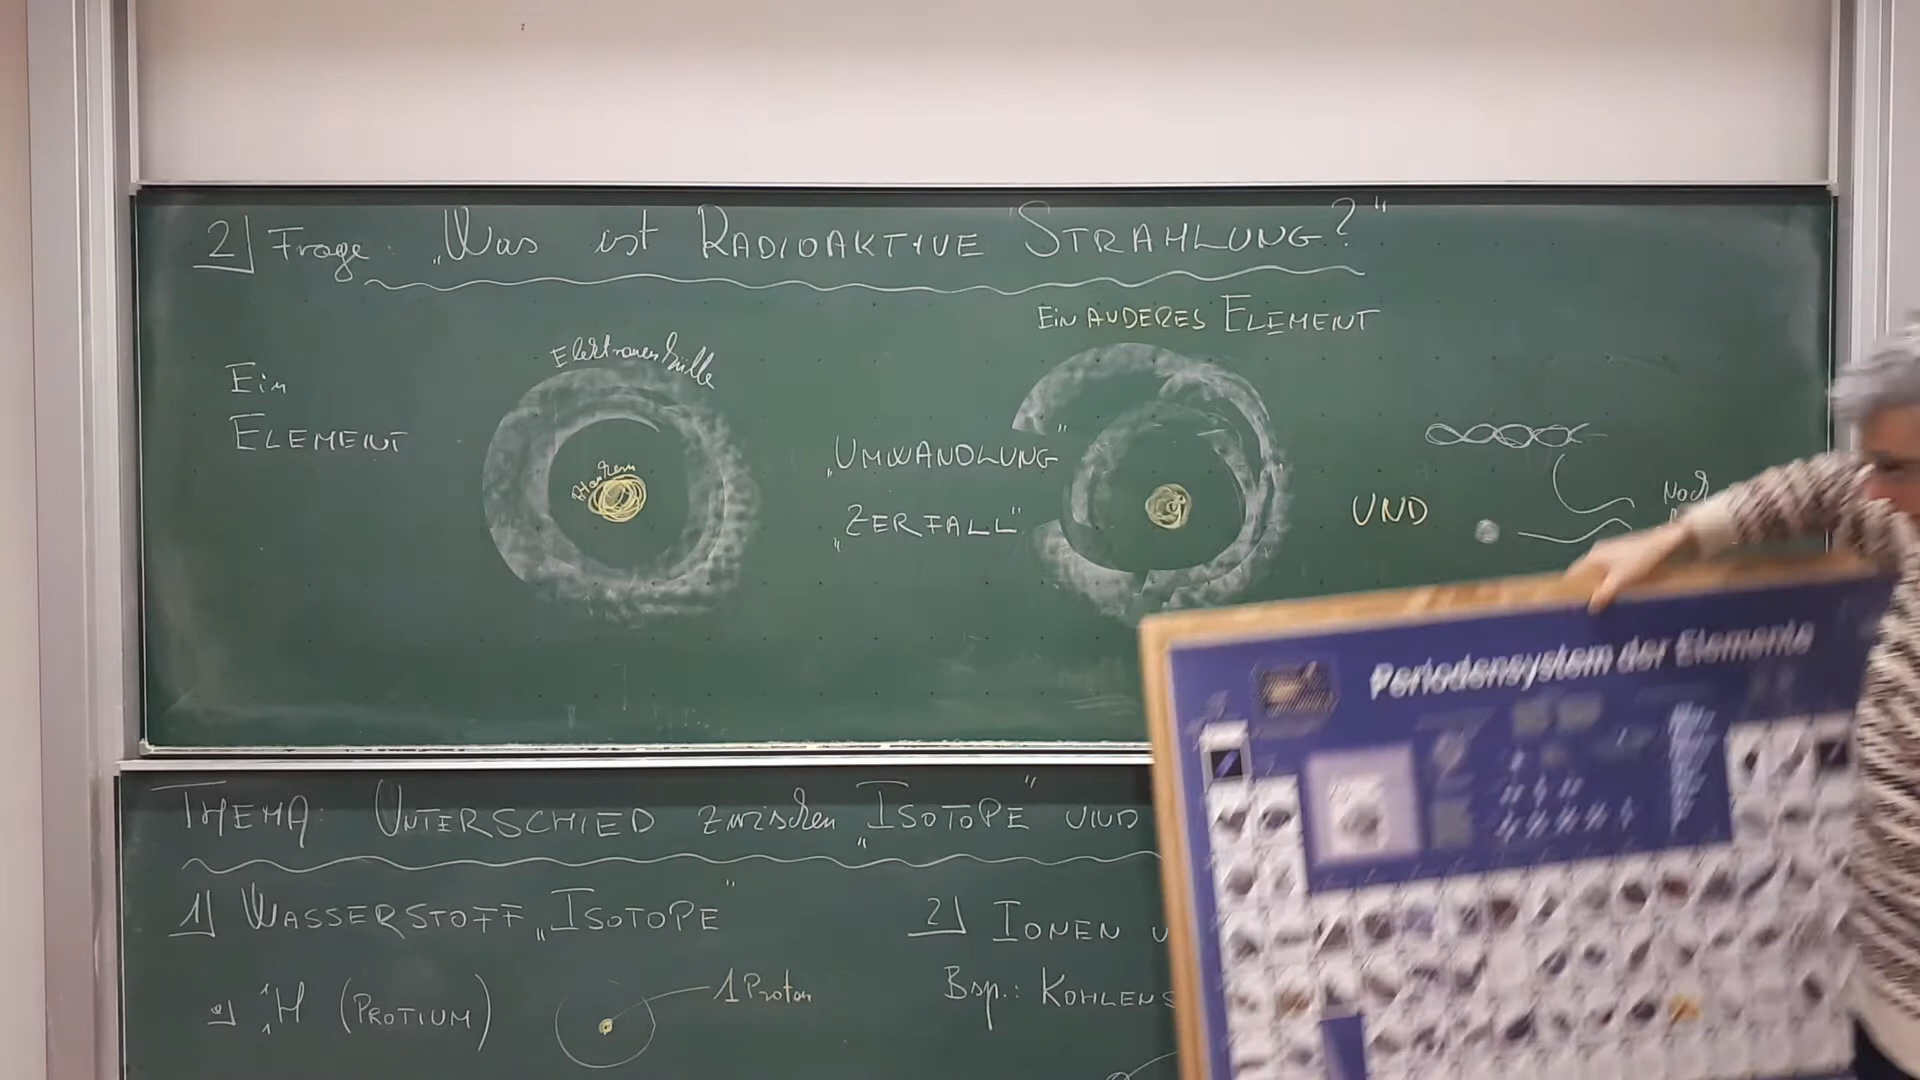 2) Frage: „Was ist RADIOAKTIVE STRAHLUNG?"
EiN ANDERES ELEMENT
Ein
ELEMENT
Elektronenhülle
Atomkern
„UMWANDLUNG"
„ZERFALL"
UND
Noch
Periodensystem der Elemente
THEMA: UNTERSCHIED zwischen „ISOTOPE" UND
1) WASSERSTOFF „ISOTOPE"
a) ¹₁H (PROTIUM)
1 Proton
2) IONEN
Bsp.: KOHLENS